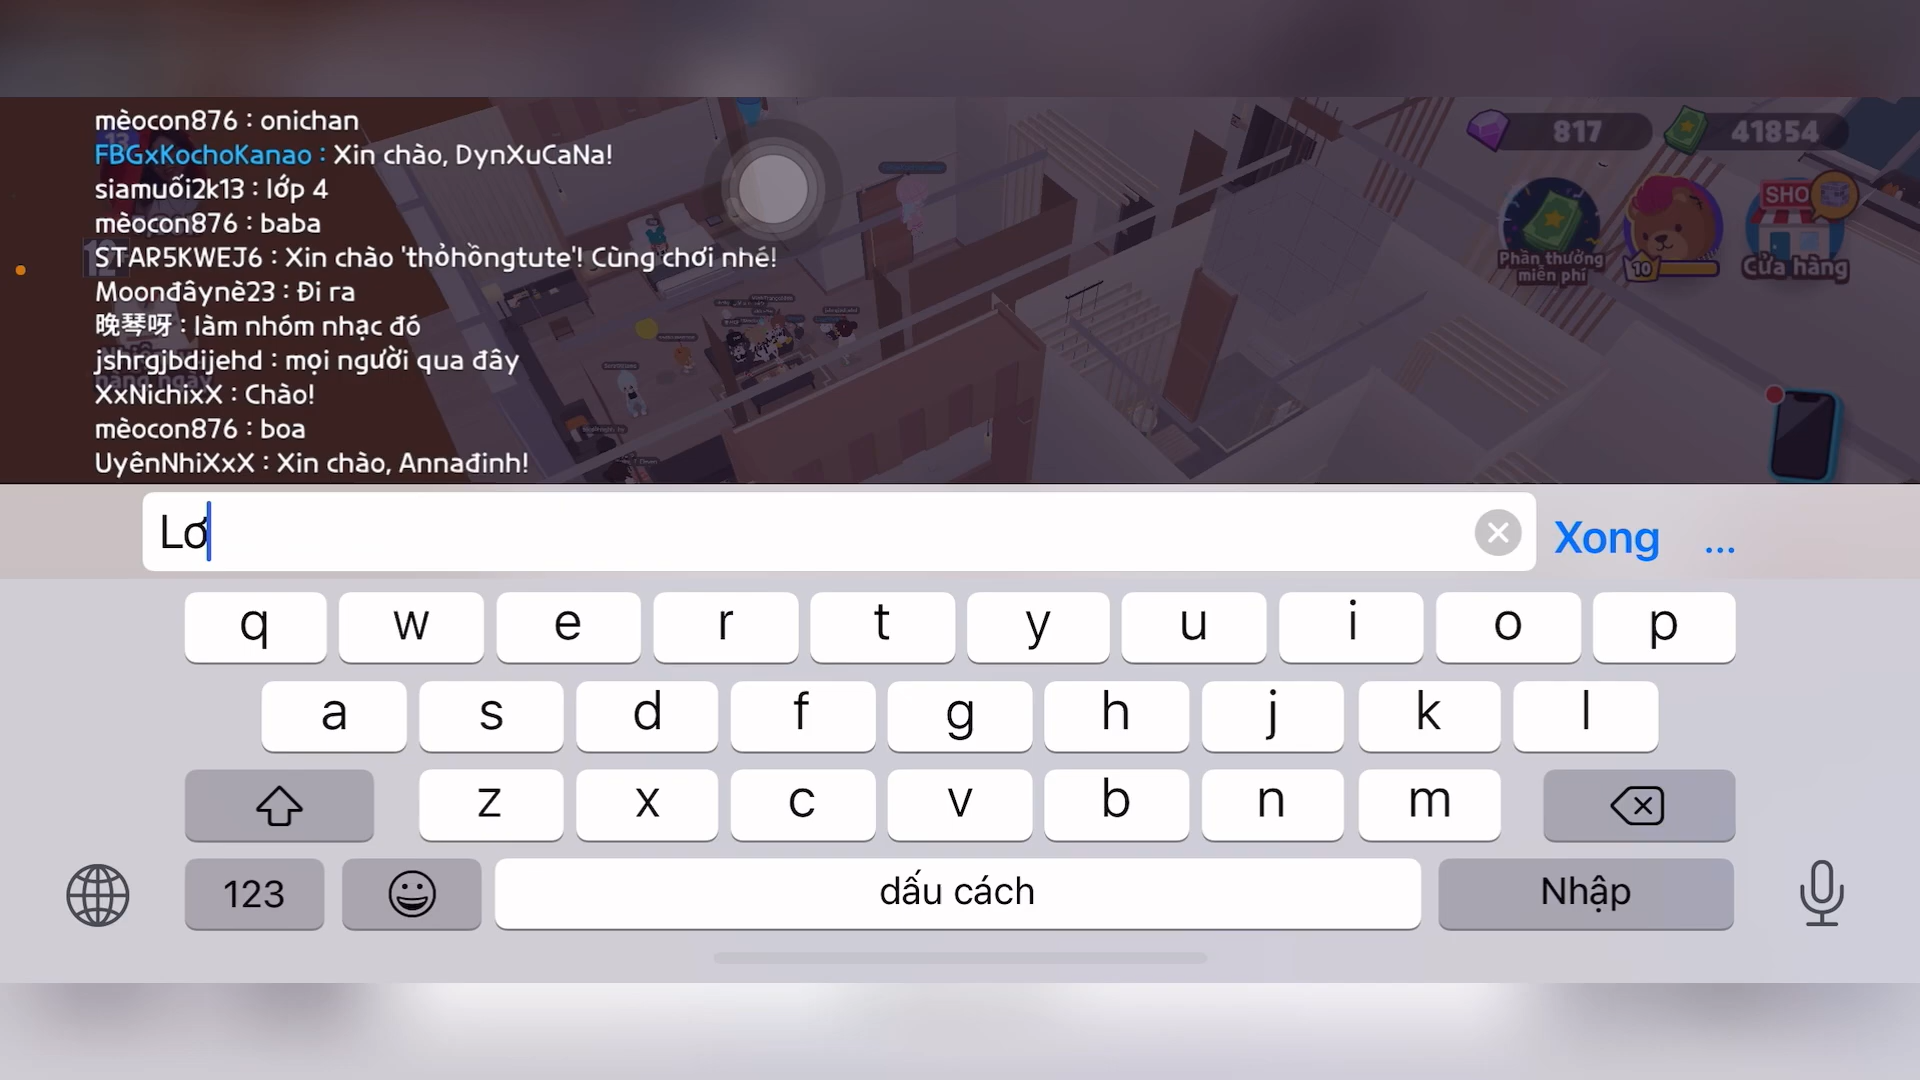 mèocon876 : onichan
FBGxKochoKanao : Xin chào, DynXuCaNa!
siamuối2k13 : lớp 4
mèocon876 : baba
STAR5KWEJ6 : Xin chào 'thỏhồngtute'! Cùng chơi nhé!
Moonđâynè23 : Đi ra
晚琴呀 : làm nhóm nhạc đó
jshrgjbdijehd : mọi người qua đây
XxNichixX : Chào!
mèocon876 : boa
UyênNhiXxX : Xin chào, Annađinh!
817
41854
SHO
Phần thưởng
miễn phí
10
Cửa hàng
Lơ
Xong ...
q w e r t y u i o p
a s d f g h j k l
z x c v b n m
123
dấu cách
Nhập